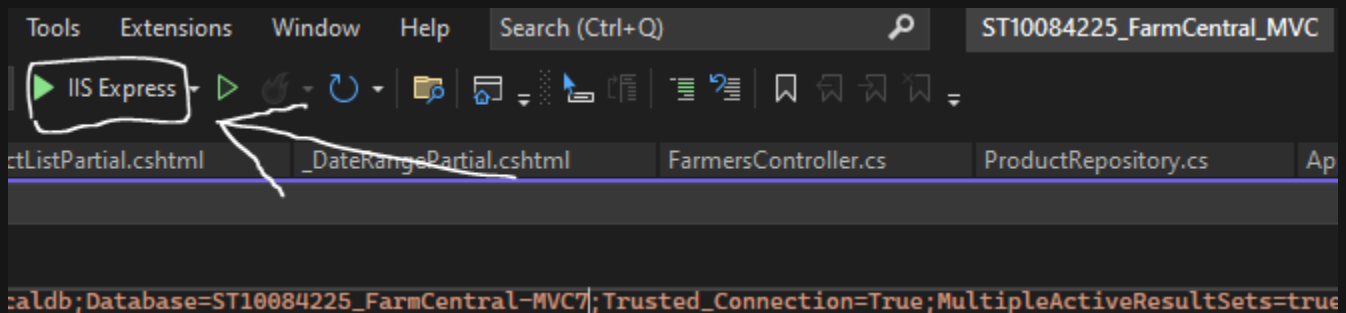 Tools Extensions Window Help Search (Ctrl+Q) ST10084225_FarmCentral_MVC
IIS Express
ctListPartial.cshtml _DateRangePartial.cshtml FarmersController.cs ProductRepository.cs Ap
caldb;Database=ST10084225_FarmCentral-MVC7;Trusted_Connection=True;MultipleActiveResultSets=true